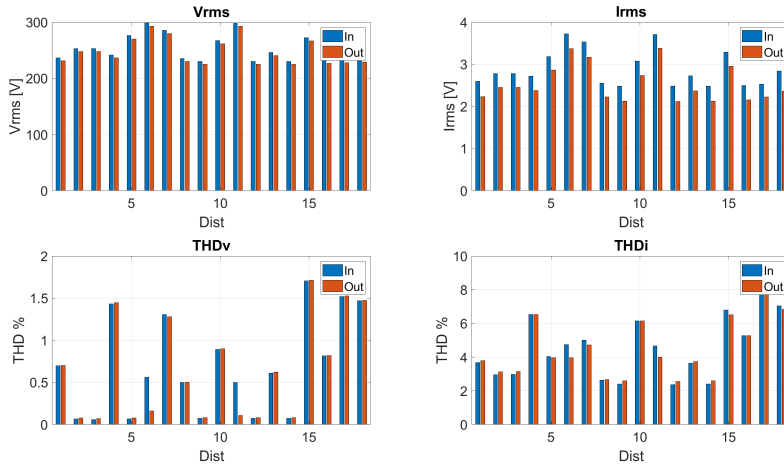 Vrms
300
200
100
0
Vrms [V]
5
10
15
Dist
In
Out
Irms
4
3
2
1
0
Irms [V]
5
10
15
Dist
In
Out
THDv
2
1.5
1
0.5
0
THD %
5
10
15
Dist
In
Out
THDi
10
8
6
4
2
0
THD %
5
10
15
Dist
In
Out